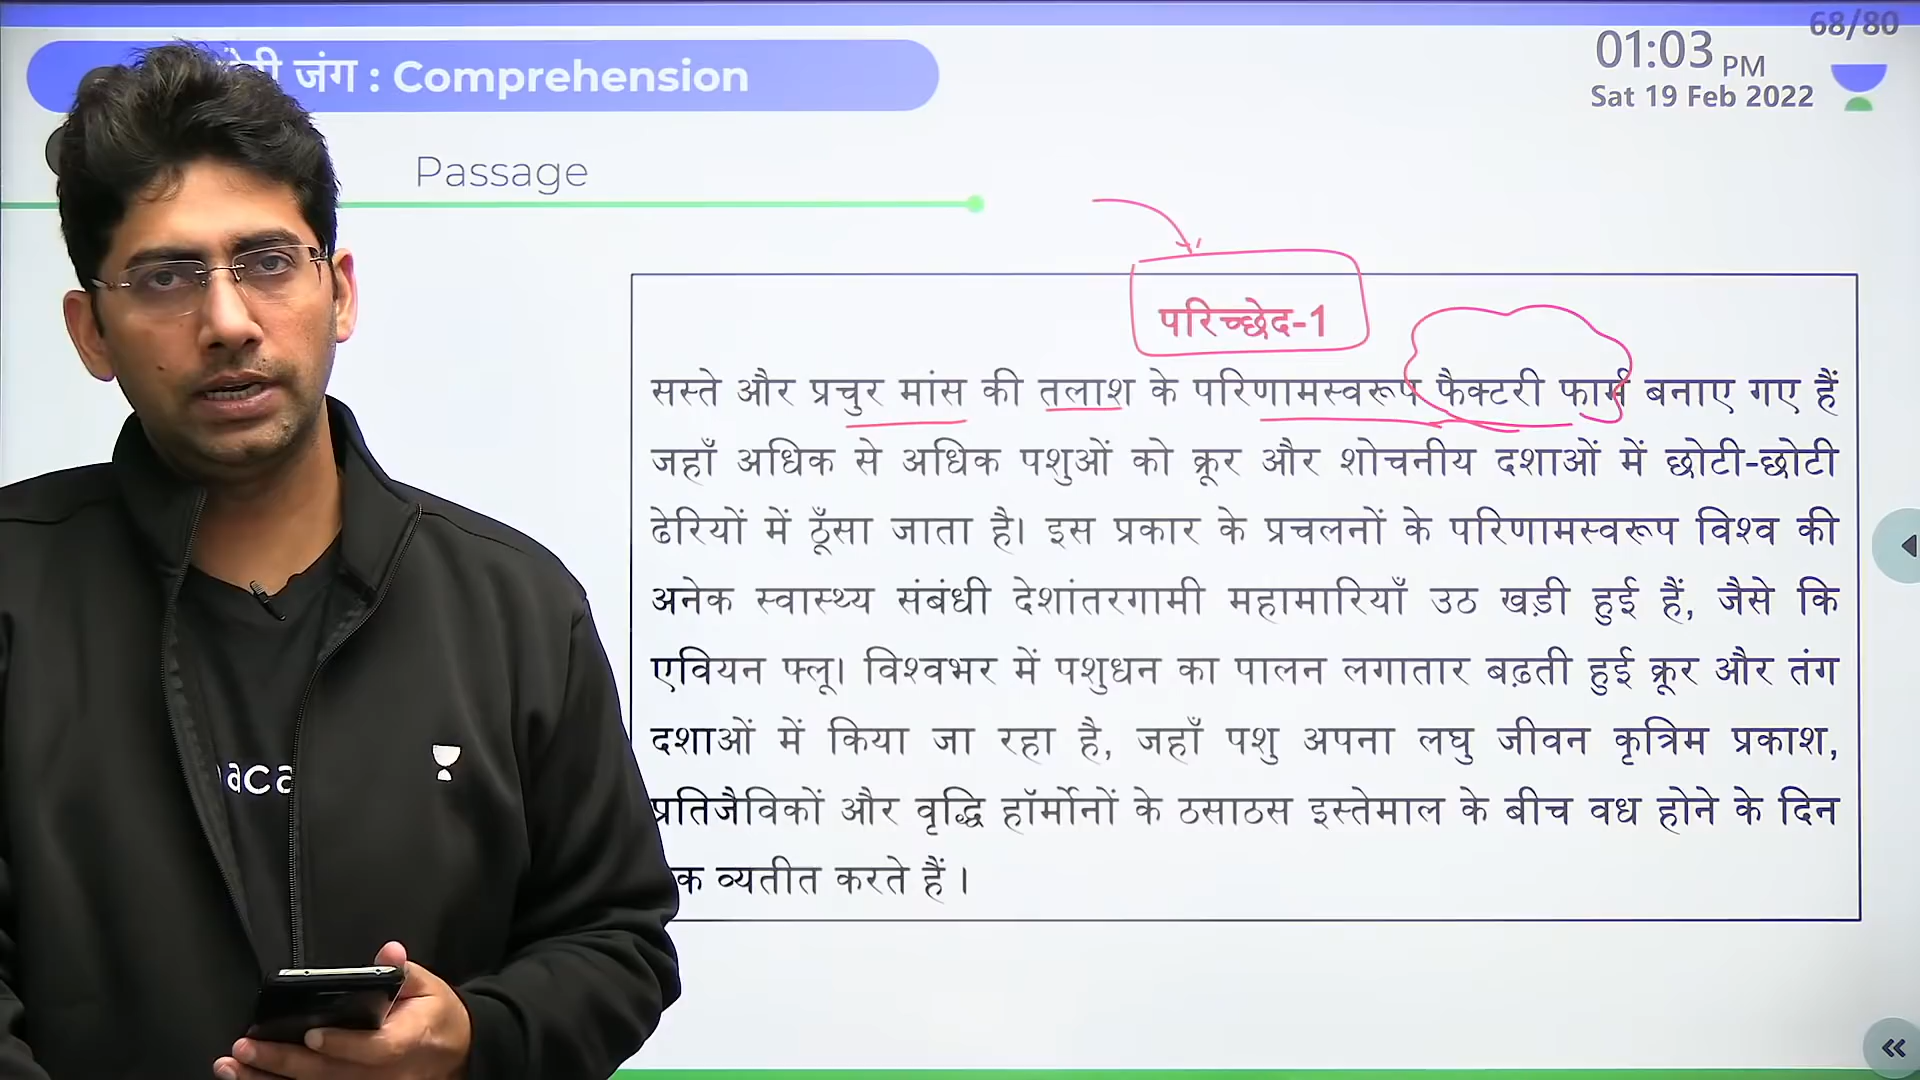 68/80
01:03 PM
Sat 19 Feb 2022
जंग : Comprehension
Passage
परिच्छेद-1
सस्ते और प्रचुर मांस की तलाश के परिणामस्वरूप फैक्टरी फार्म बनाए गए हैं
जहाँ अधिक से अधिक पशुओं को क्रूर और शोचनीय दशाओं में छोटी-छोटी
ढेरियों में ठूँसा जाता है। इस प्रकार के प्रचलनों के परिणामस्वरूप विश्व की
अनेक स्वास्थ्य संबंधी देशांतरगामी महामारियाँ उठ खड़ी हुई हैं, जैसे कि
एवियन फ्लू। विश्वभर में पशुधन का पालन लगातार बढ़ती हुई क्रूर और तंग
दशाओं में किया जा रहा है, जहाँ पशु अपना लघु जीवन कृत्रिम प्रकाश,
प्रतिजैविकों और वृद्धि हॉर्मोनों के ठसाठस इस्तेमाल के बीच वध होने के दिन
व्यतीत करते हैं ।